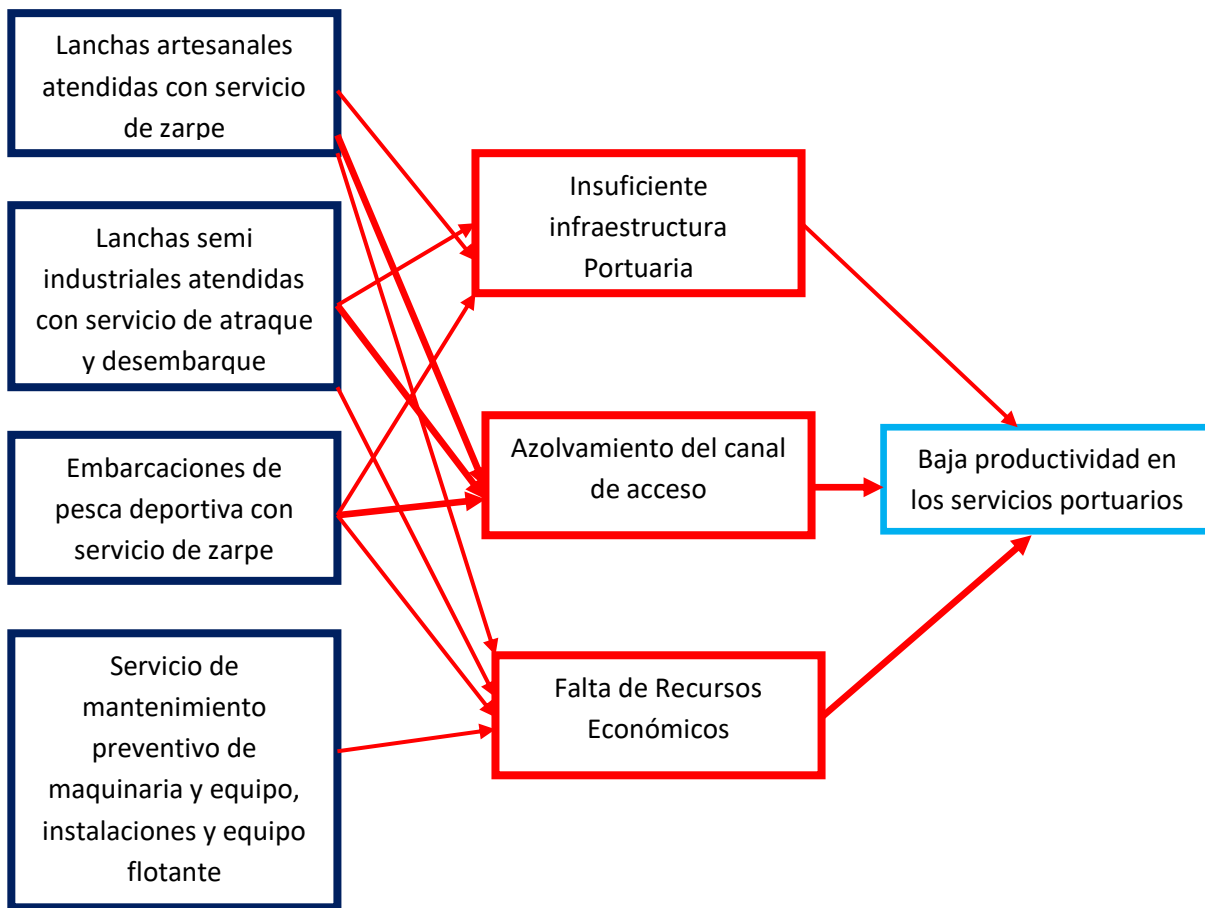 Lanchas artesanales
atendidas con servicio
de zarpe
Lanchas semi
industriales atendidas
con servicio de atraque
y desembarque
Embarcaciones de
pesca deportiva con
servicio de zarpe
Servicio de
mantenimiento
preventivo de
maquinaria y equipo,
instalaciones y equipo
flotante
Insuficiente
infraestructura
Portuaria
Azolvamiento del canal
de acceso
Falta de Recursos
Económicos
Baja productividad en
los servicios portuarios